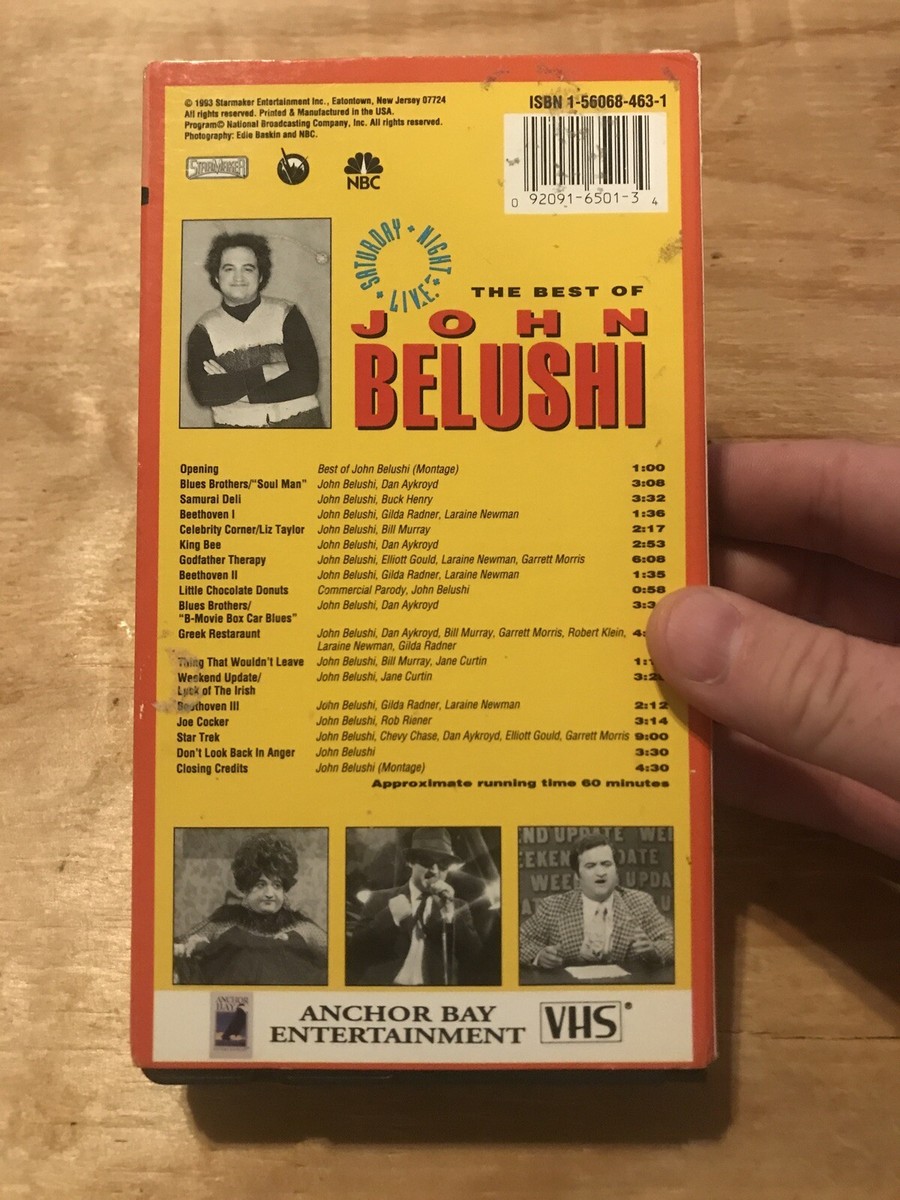 © 1993 Starmaker Entertainment Inc., Eatontown, New Jersey 07724
All rights reserved. Printed & Manufactured in the USA.
Program© National Broadcasting Company, Inc. All rights reserved.
Photography: Edie Baskin and NBC.
ISBN 1-56068-463-1
STARMAKER
NBC
0 92091-6501-3 4
SATURDAY NIGHT LIVE
THE BEST OF
JOHN
BELUSHI
Opening Best of John Belushi (Montage) 1:00
Blues Brothers/"Soul Man" John Belushi, Dan Aykroyd 3:08
Samurai Deli John Belushi, Buck Henry 3:32
Beethoven I John Belushi, Gilda Radner, Laraine Newman 1:36
Celebrity Corner/Liz Taylor John Belushi, Bill Murray 2:17
King Bee John Belushi, Dan Aykroyd 2:53
Godfather Therapy John Belushi, Elliott Gould, Laraine Newman, Garrett Morris 6:08
Beethoven II John Belushi, Gilda Radner, Laraine Newman 1:35
Little Chocolate Donuts Commercial Parody, John Belushi 0:58
Blues Brothers/ John Belushi, Dan Aykroyd
"B-Movie Box Car Blues"
Greek Restaraunt John Belushi, Dan Aykroyd, Bill Murray, Garrett Morris, Robert Klein,
Laraine Newman, Gilda Radner
Thing That Wouldn't Leave John Belushi, Bill Murray, Jane Curtin
Weekend Update/ John Belushi, Jane Curtin
Luck of The Irish
Beethoven III John Belushi, Gilda Radner, Laraine Newman 2:12
Joe Cocker John Belushi, Rob Riener 3:14
Star Trek John Belushi, Chevy Chase, Dan Aykroyd, Elliott Gould, Garrett Morris 9:00
Don't Look Back In Anger John Belushi 3:30
Closing Credits John Belushi (Montage) 4:30
Approximate running time 60 minutes
END UPDATE WEE
EEKEN DATE
WEE UPDA
ANCHOR BAY
ANCHOR BAY
ENTERTAINMENT
VHS®